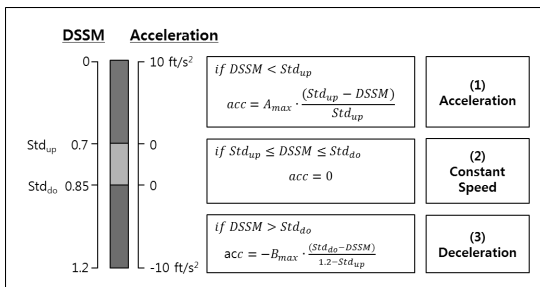 DSSM Acceleration
0 10 ft/s²
Std_up 0.7 0
Std_do 0.85 0
1.2 -10 ft/s²
if DSSM < Std_up
acc = A_max · (Std_up − DSSM) / Std_up
(1)
Acceleration
if Std_up ≤ DSSM ≤ Std_do
acc = 0
(2)
Constant
Speed
if DSSM > Std_do
acc = −B_max · (Std_do−DSSM) / 1.2−Std_up
(3)
Deceleration